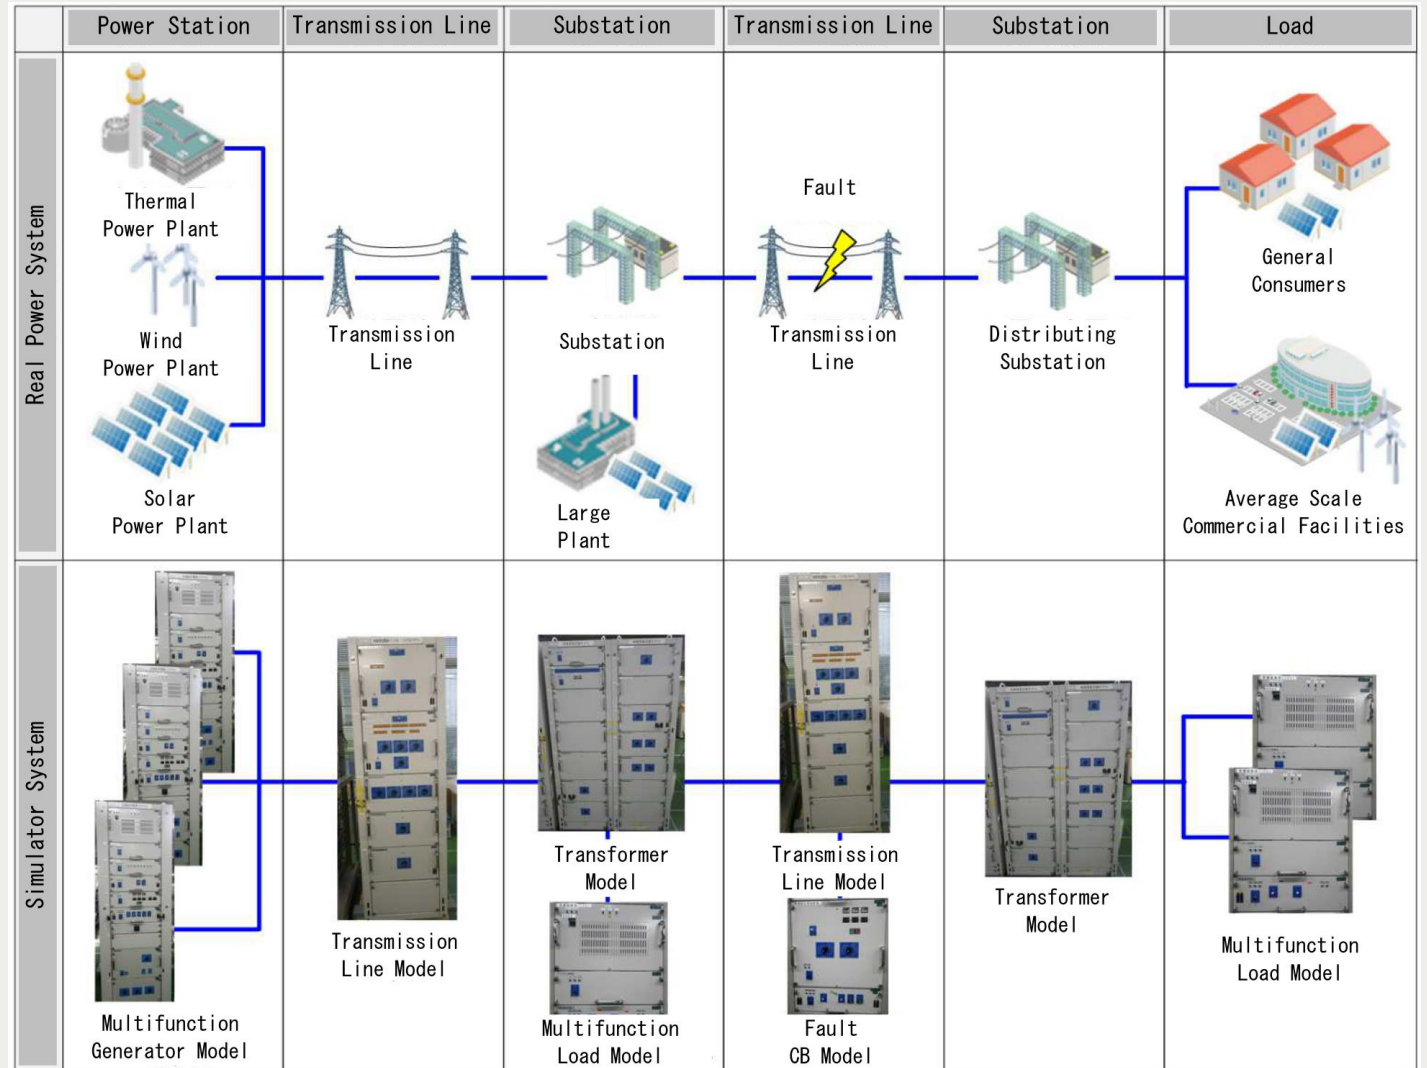 Power Station
Transmission Line
Substation
Transmission Line
Substation
Load
Real Power System
Thermal
Power Plant
Wind
Power Plant
Solar
Power Plant
Transmission
Line
Substation
Large
Plant
Fault
Transmission
Line
Distributing
Substation
General
Consumers
Average Scale
Commercial Facilities
Simulator System
Multifunction
Generator Model
Transmission
Line Model
Transformer
Model
Multifunction
Load Model
Transmission
Line Model
Fault
CB Model
Transformer
Model
Multifunction
Load Model